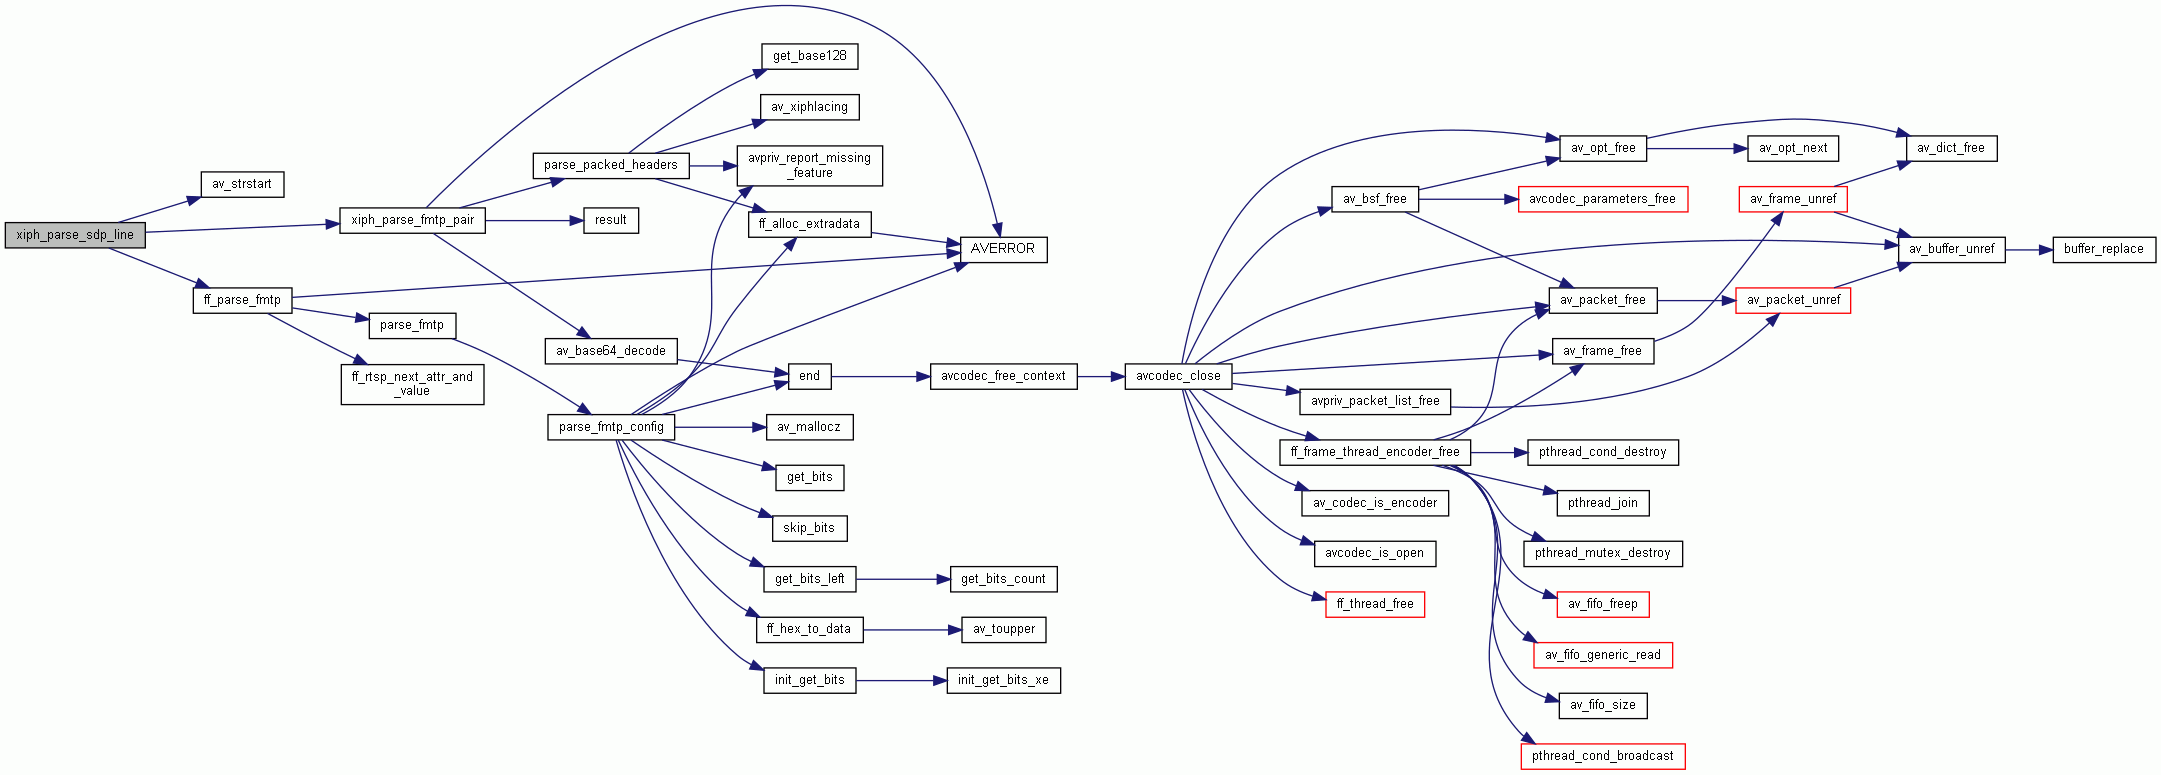 xiph_parse_sdp_line
av_strstart
xiph_parse_fmtp_pair
ff_parse_fmtp
parse_fmtp
ff_rtsp_next_attr_and
_value
parse_packed_headers
result
av_base64_decode
parse_fmtp_config
get_base128
av_xiphlacing
avpriv_report_missing
_feature
ff_alloc_extradata
AVERROR
end
av_mallocz
get_bits
skip_bits
get_bits_left
ff_hex_to_data
init_get_bits
avcodec_free_context
get_bits_count
av_toupper
init_get_bits_xe
avcodec_close
av_bsf_free
avpriv_packet_list_free
ff_frame_thread_encoder_free
av_codec_is_encoder
avcodec_is_open
ff_thread_free
av_opt_free
avcodec_parameters_free
av_packet_free
av_frame_free
pthread_cond_destroy
pthread_join
pthread_mutex_destroy
av_fifo_freep
av_fifo_generic_read
av_fifo_size
pthread_cond_broadcast
av_opt_next
av_frame_unref
av_packet_unref
av_dict_free
av_buffer_unref
buffer_replace